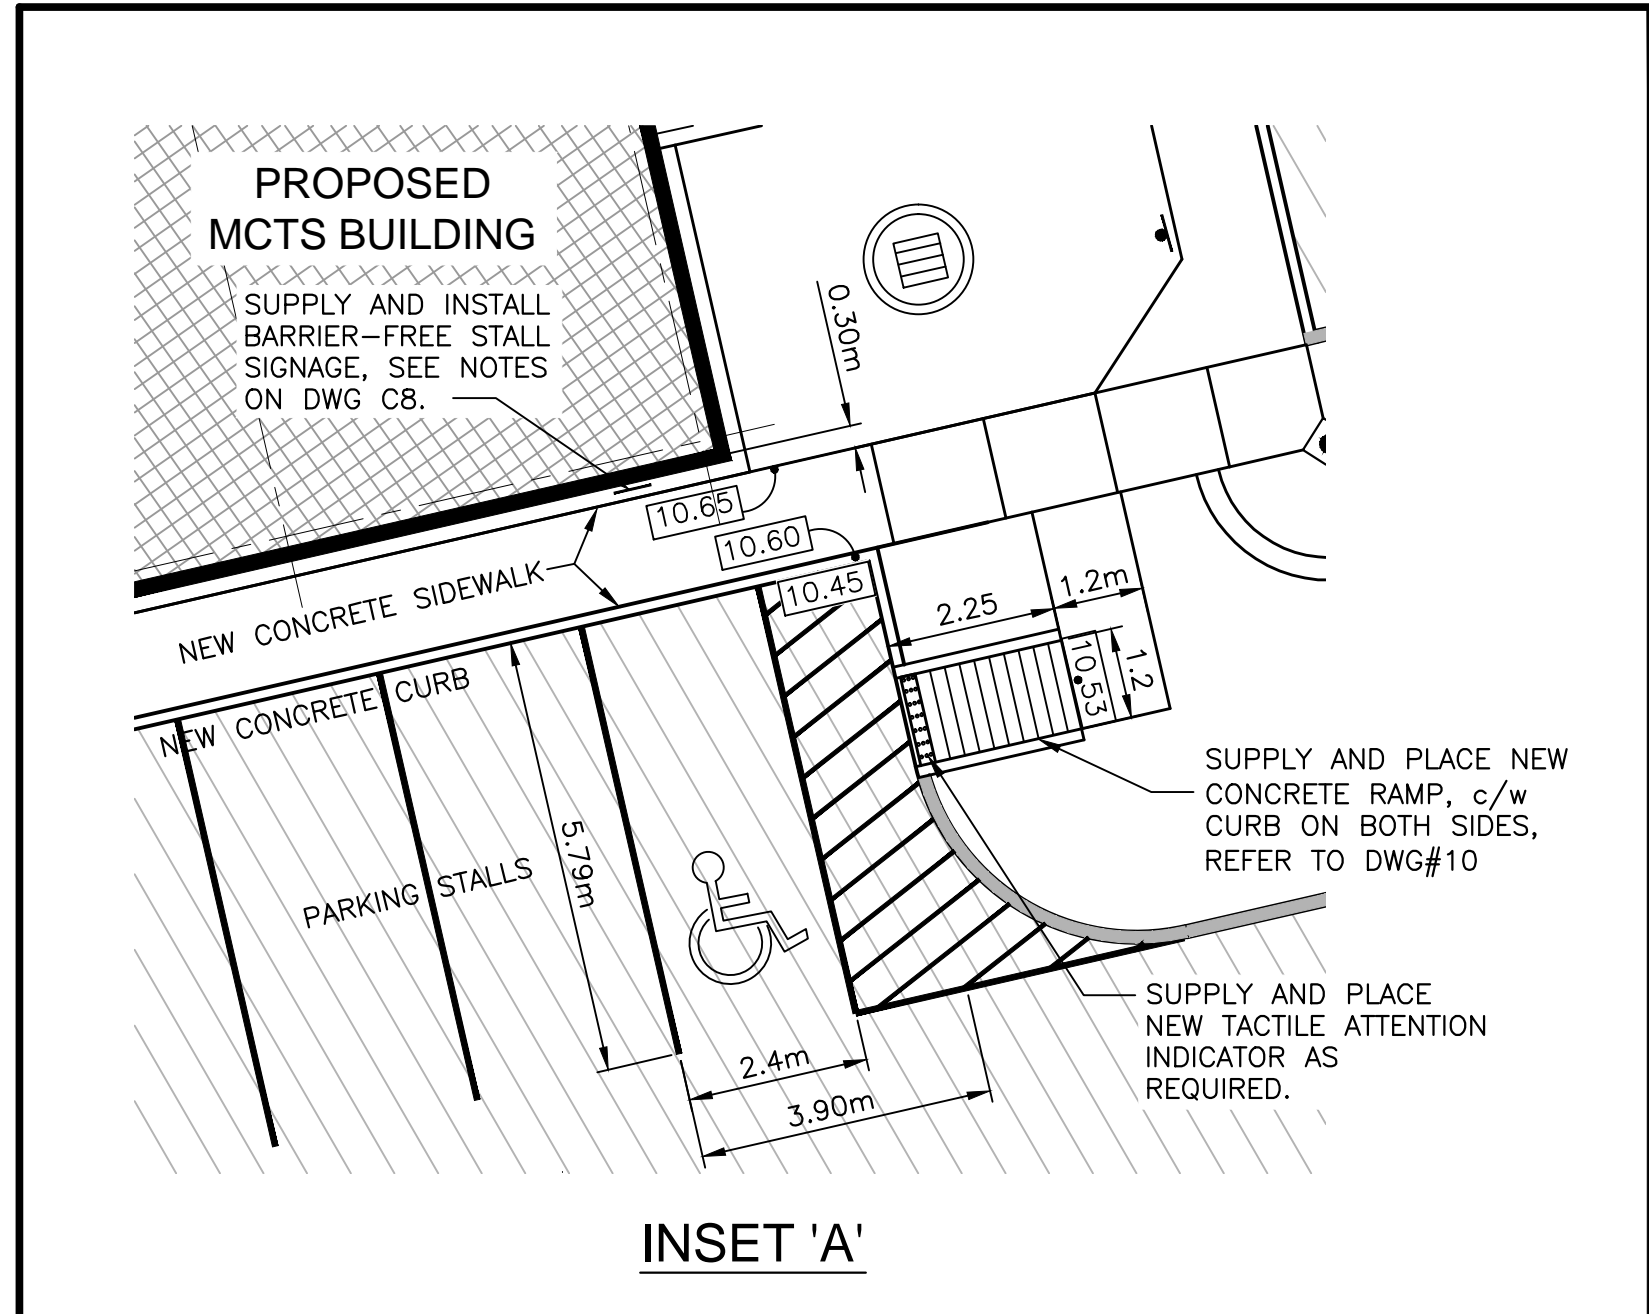 PROPOSED
MCTS BUILDING
SUPPLY AND INSTALL
BARRIER-FREE STALL
SIGNAGE, SEE NOTES
ON DWG C8.
0.30m
10.65
10.60
10.45
NEW CONCRETE SIDEWALK
NEW CONCRETE CURB
2.25
1.2m
10.53
1.2
SUPPLY AND PLACE NEW
CONCRETE RAMP, c/w
CURB ON BOTH SIDES,
REFER TO DWG#10
PARKING STALLS
5.79m
SUPPLY AND PLACE
NEW TACTILE ATTENTION
INDICATOR AS
REQUIRED.
2.4m
3.90m
INSET 'A'